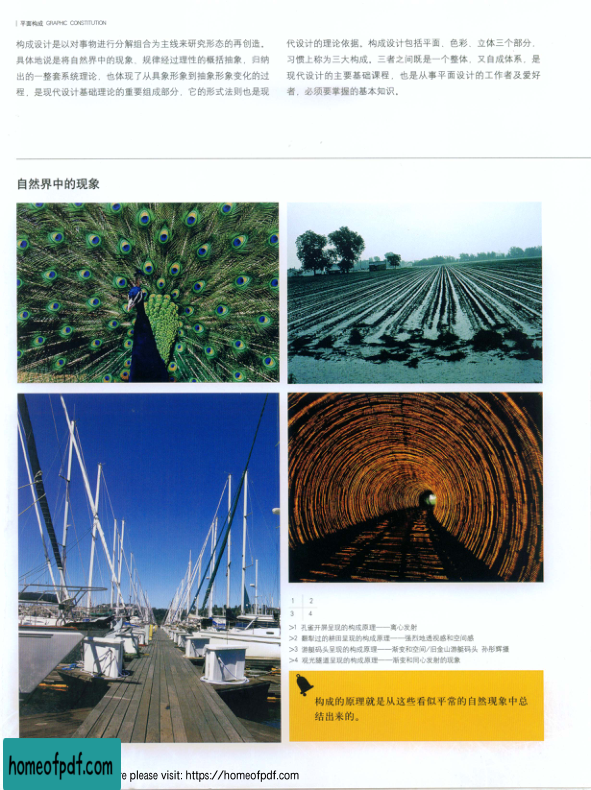 平面构成 GRAPHIC CONSTITUTION
构成设计是以对事物进行分解组合为主线来研究形态的再创造。
具体地说是将自然界中的现象、规律经过理性的概括抽象、归纳
出的一整套系统理论、也体现了从具象形象到抽象形象变化的过
程、是现代设计基础理论的重要组成部分、它的形式法则也是现
代设计的理论依据。构成设计包括平面、色彩、立体三个部分、
习惯上称为三大构成。三者之间既是一个整体、又自成体系、是
现代设计的主要基础课程、也是从事平面设计的工作者及爱好
者、必须要掌握的基本知识。
自然界中的现象
1 2
3 4
>1 孔雀开屏呈现的构成原理——离心发射
>2 翻犁过的耕田呈现的构成原理——强烈地透视感和空间感
>3 游艇码头呈现的构成原理——渐变和空间/旧金山游艇码头 孙彤辉摄
>4 观光隧道呈现的构成原理——渐变和同心发射的现象
构成的原理就是从这些看似平常的自然现象中总
结出来的。
homeofpdf.com
re please visit: https://homeofpdf.com